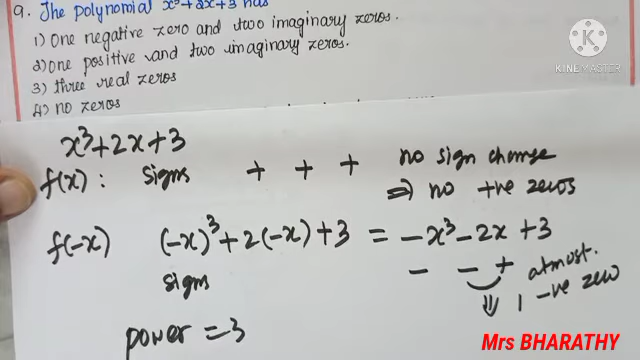 9. The polynomial x³+2x+3 has
1) One negative zero and two imaginary zeros.
2) one positive and two imaginary zeros.
3) three real zeros
4) no zeros
KINEMASTER
x³+2x+3
f(x) : signs + + + no sign change
⇒ no +ve zeros
f(-x) (-x)³+2(-x)+3 = -x³-2x+3
signs - - + atmost.
⇓ 1 -ve zero
power = 3
Mrs BHARATHY